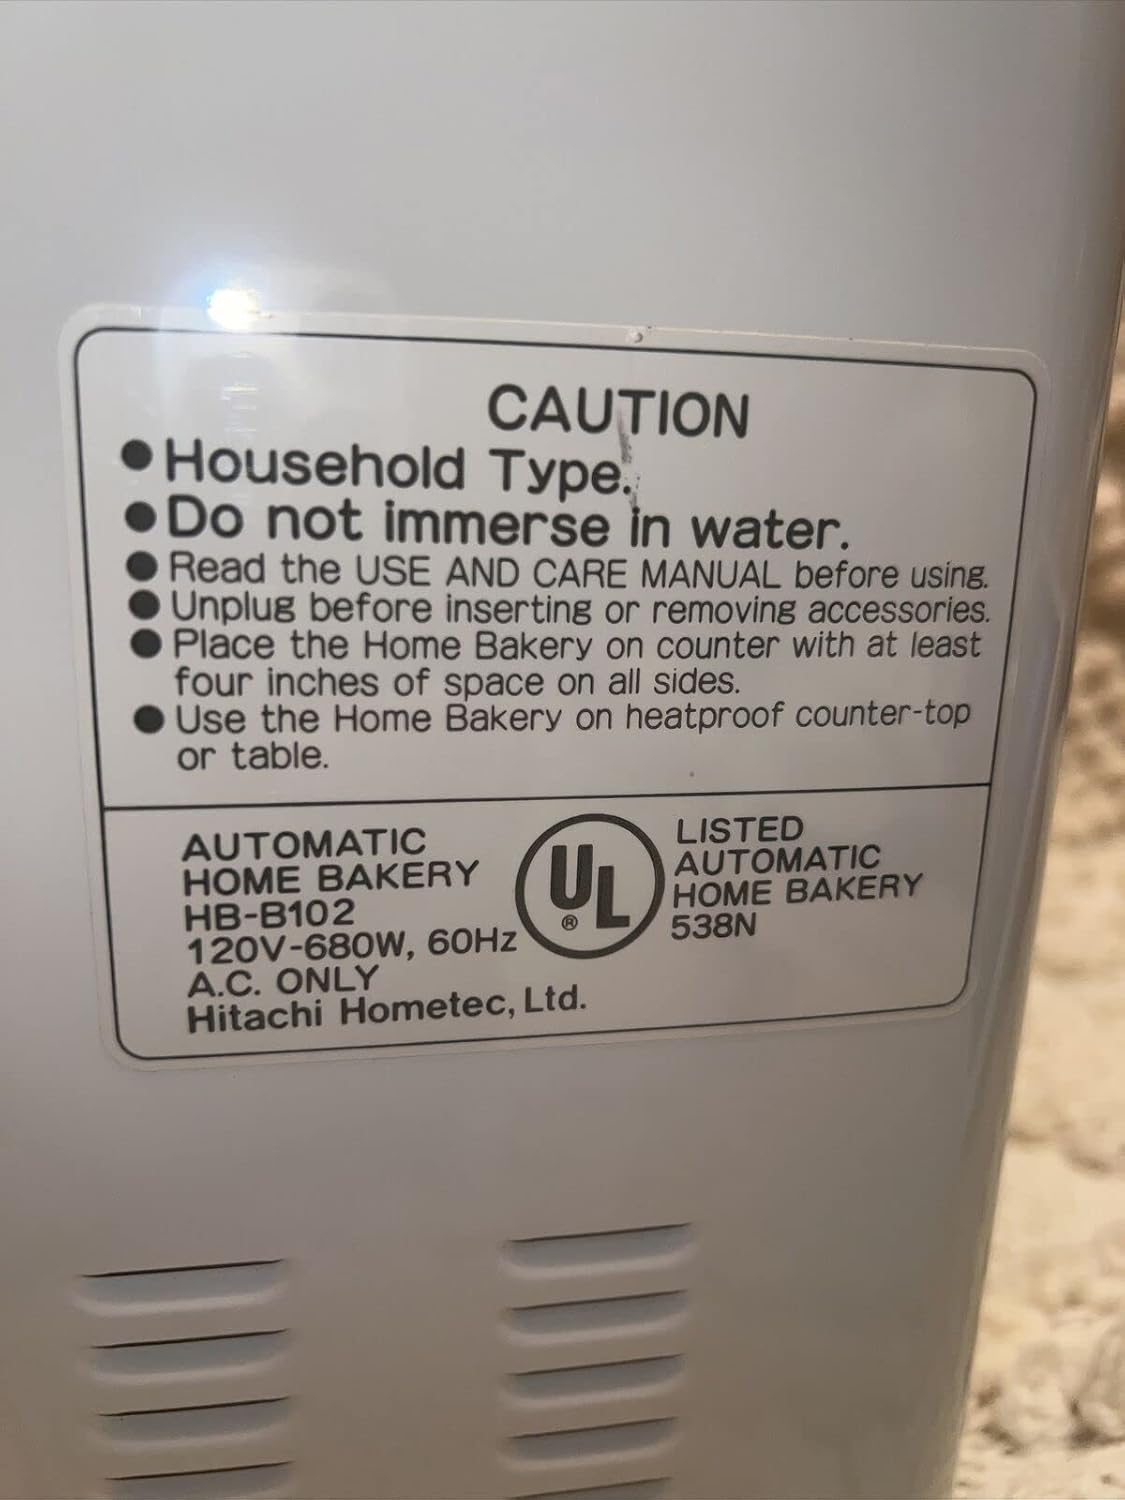 CAUTION
●Household Type.
●Do not immerse in water.
●Read the USE AND CARE MANUAL before using.
●Unplug before inserting or removing accessories.
●Place the Home Bakery on counter with at least
four inches of space on all sides.
●Use the Home Bakery on heatproof counter-top
or table.
AUTOMATIC
HOME BAKERY
HB-B102
120V-680W, 60Hz
A.C. ONLY
Hitachi Hometec, Ltd.
UL
®
LISTED
AUTOMATIC
HOME BAKERY
538N